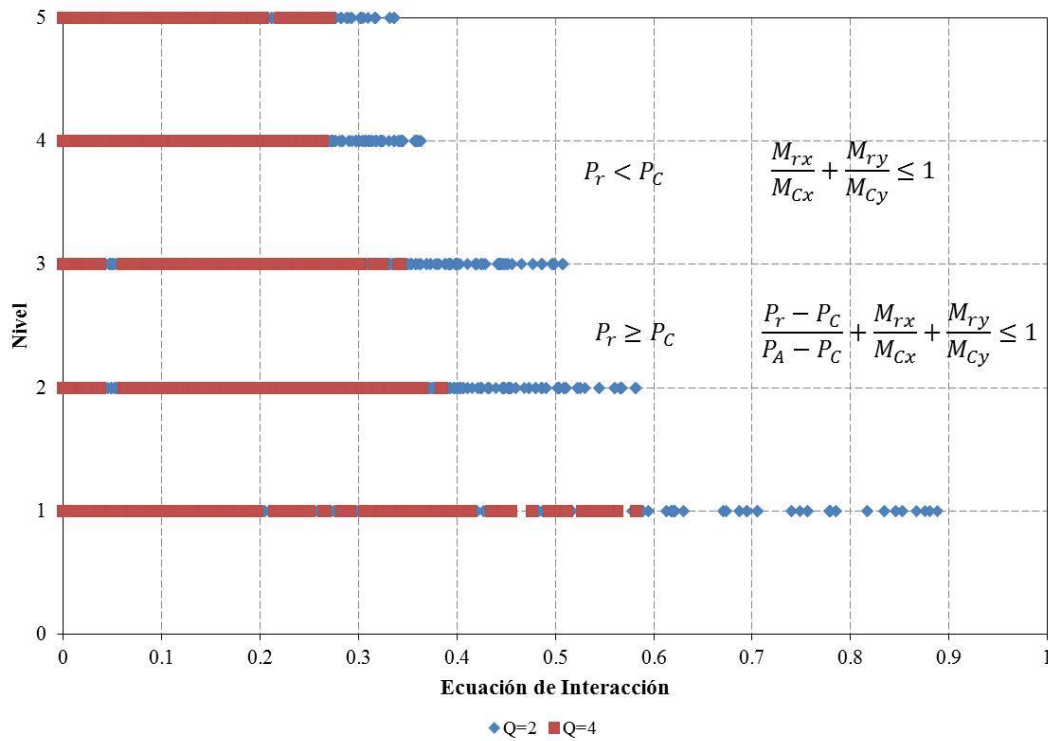 5
4
P_r < P_C    M_rx/M_Cx + M_ry/M_Cy ≤ 1
3
Nivel
P_r ≥ P_C    (P_r − P_C)/(P_A − P_C) + M_rx/M_Cx + M_ry/M_Cy ≤ 1
2
1
0
0 0.1 0.2 0.3 0.4 0.5 0.6 0.7 0.8 0.9 1
Ecuación de Interacción
Q=2 Q=4